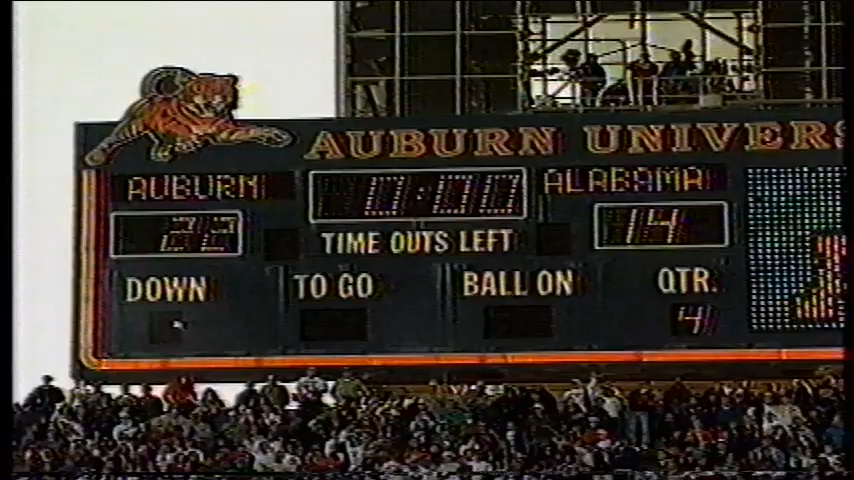 AUBURN UNIVERS
AUBURN 0:00 ALABAMA
22 TIME OUTS LEFT 14
DOWN TO GO BALL ON QTR.
4